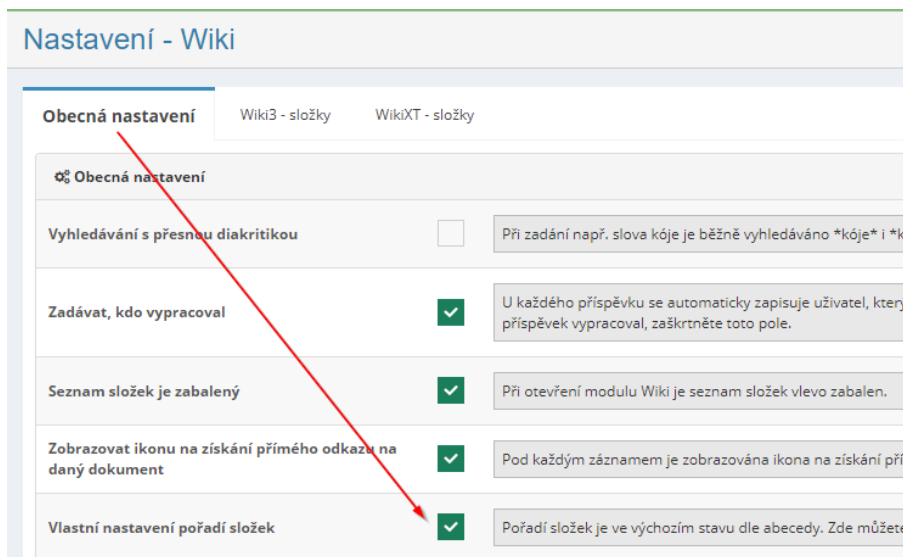 Nastavení - Wiki
Obecná nastavení
Wiki3 - složky
WikiXT - složky
Obecná nastavení
Vyhledávání s přesnou diakritikou
Při zadání např. slova kóje je běžně vyhledáváno *kóje* i *k
Zadávat, kdo vypracoval
U každého příspěvku se automaticky zapisuje uživatel, který
příspěvek vypracoval, zaškrtněte toto pole.
Seznam složek je zabalený
Při otevření modulu Wiki je seznam složek vlevo zabalen.
Zobrazovat ikonu na získání přímého odkazu na
daný dokument
Pod každým záznamem je zobrazována ikona na získání pří
Vlastní nastavení pořadí složek
Pořadí složek je ve výchozím stavu dle abecedy. Zde můžete